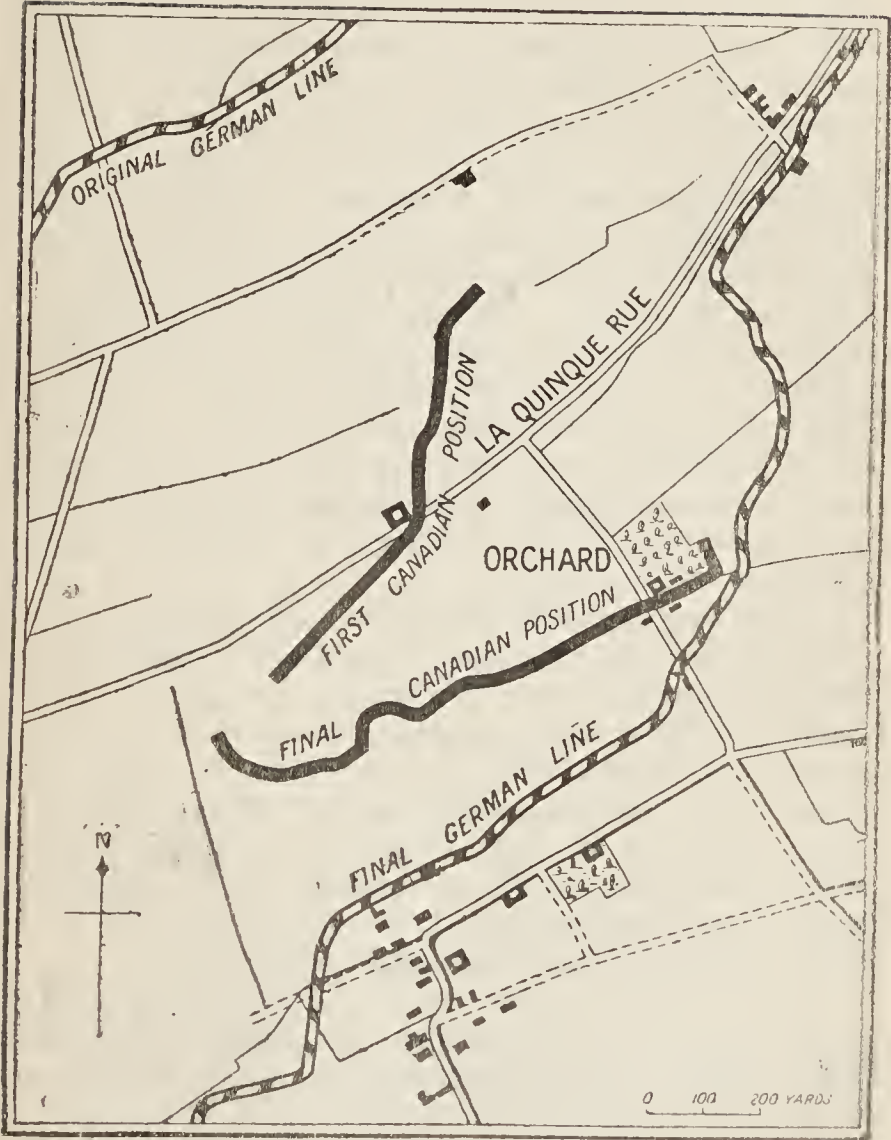 ORIGINAL GERMAN LINE
LA QUINQUE RUE
FIRST CANADIAN POSITION
ORCHARD
FINAL CANADIAN POSITION
FINAL GERMAN LINE
N
0 100 200 YARDS